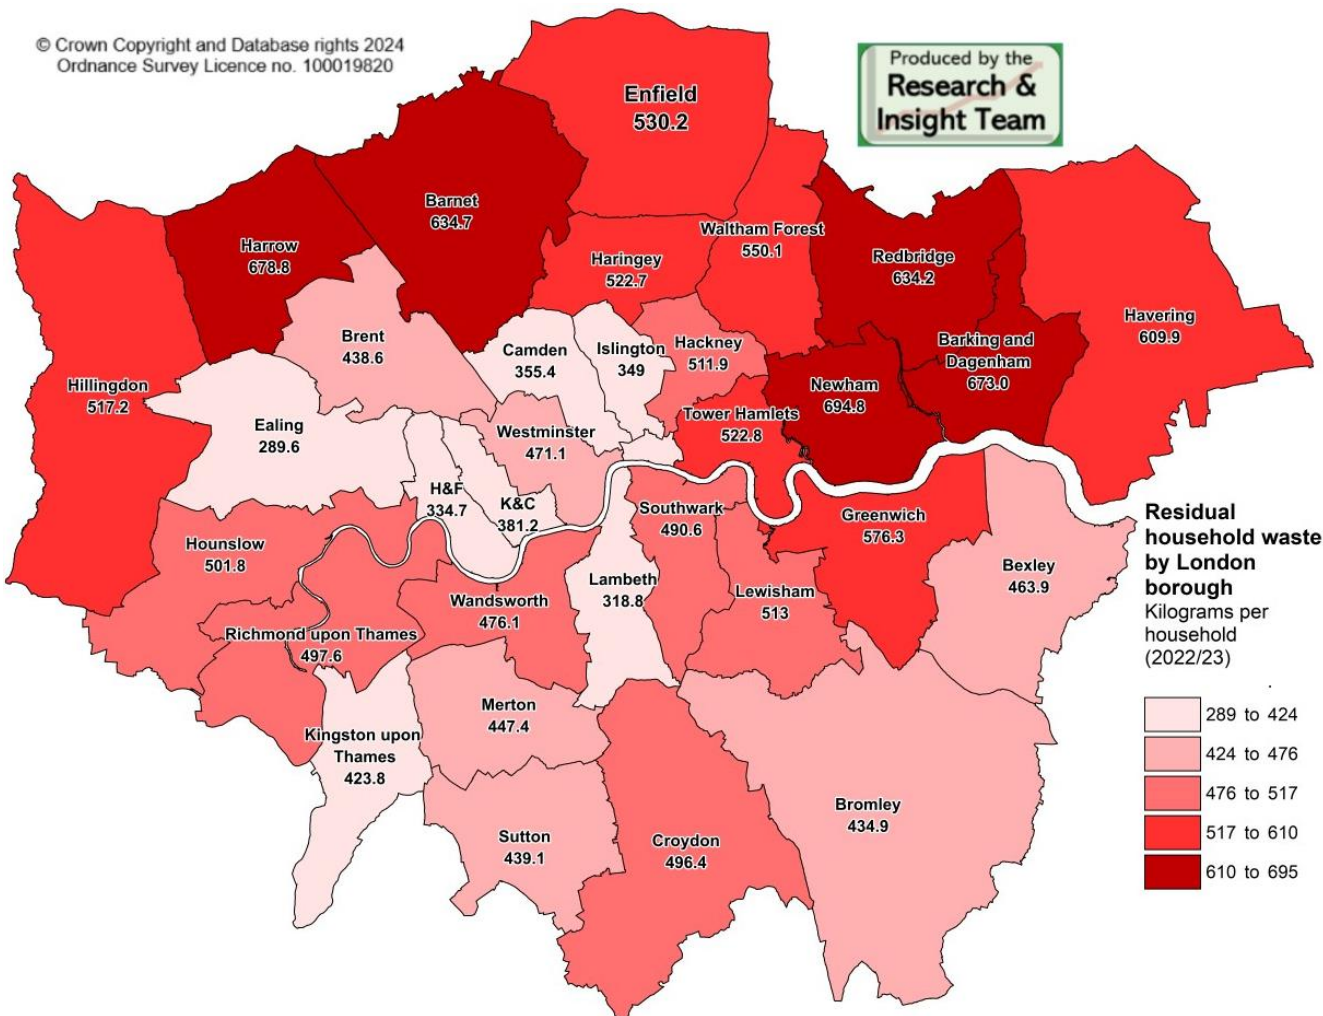 © Crown Copyright and Database rights 2024
Ordnance Survey Licence no. 100019820
Produced by the
Research &
Insight Team
Enfield
530.2
Barnet
634.7
Harrow
678.8
Waltham Forest
550.1
Haringey
522.7
Redbridge
634.2
Havering
609.9
Brent
438.6
Camden
355.4
Islington
349
Hackney
511.9
Barking and
Dagenham
673.0
Hillingdon
517.2
Newham
694.8
Ealing
289.6
Westminster
471.1
Tower Hamlets
522.8
H&F
334.7
K&C
381.2
Southwark
490.6
Greenwich
576.3
Hounslow
501.8
Bexley
463.9
Lambeth
318.8
Lewisham
513
Wandsworth
476.1
Richmond upon Thames
497.6
Merton
447.4
Kingston upon
Thames
423.8
Sutton
439.1
Croydon
496.4
Bromley
434.9
Residual
household waste
by London
borough
Kilograms per
household
(2022/23)
.
289 to 424
424 to 476
476 to 517
517 to 610
610 to 695